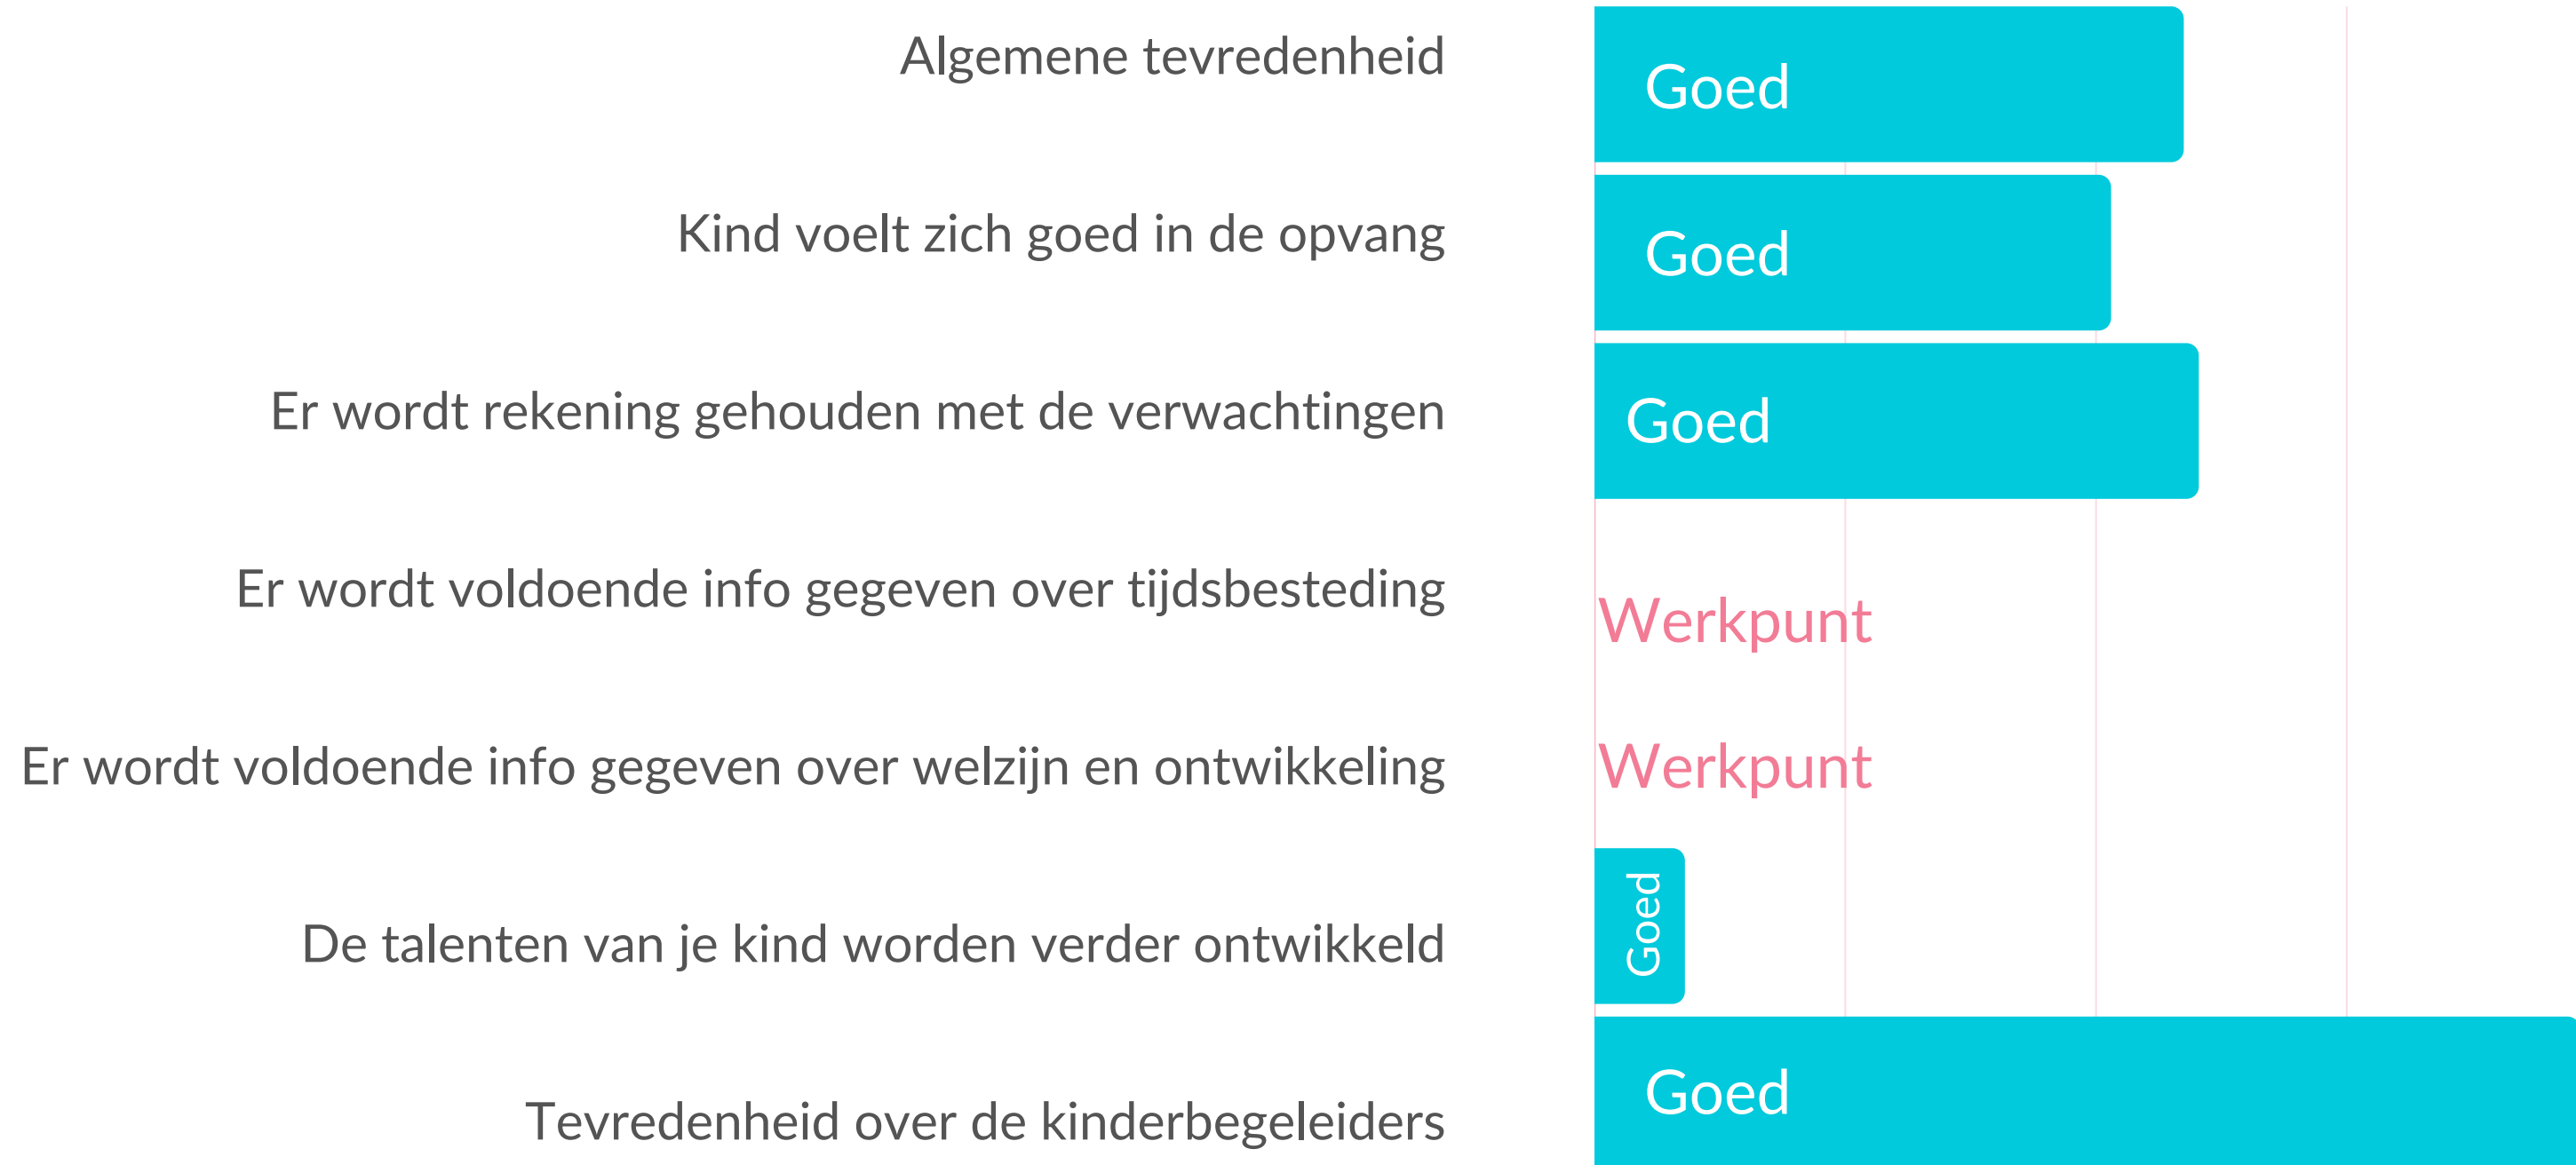 Algemene tevredenheid
Goed
Kind voelt zich goed in de opvang
Goed
Er wordt rekening gehouden met de verwachtingen
Goed
Er wordt voldoende info gegeven over tijdsbesteding
Werkpunt
Er wordt voldoende info gegeven over welzijn en ontwikkeling
Werkpunt
De talenten van je kind worden verder ontwikkeld
Goed
Tevredenheid over de kinderbegeleiders
Goed